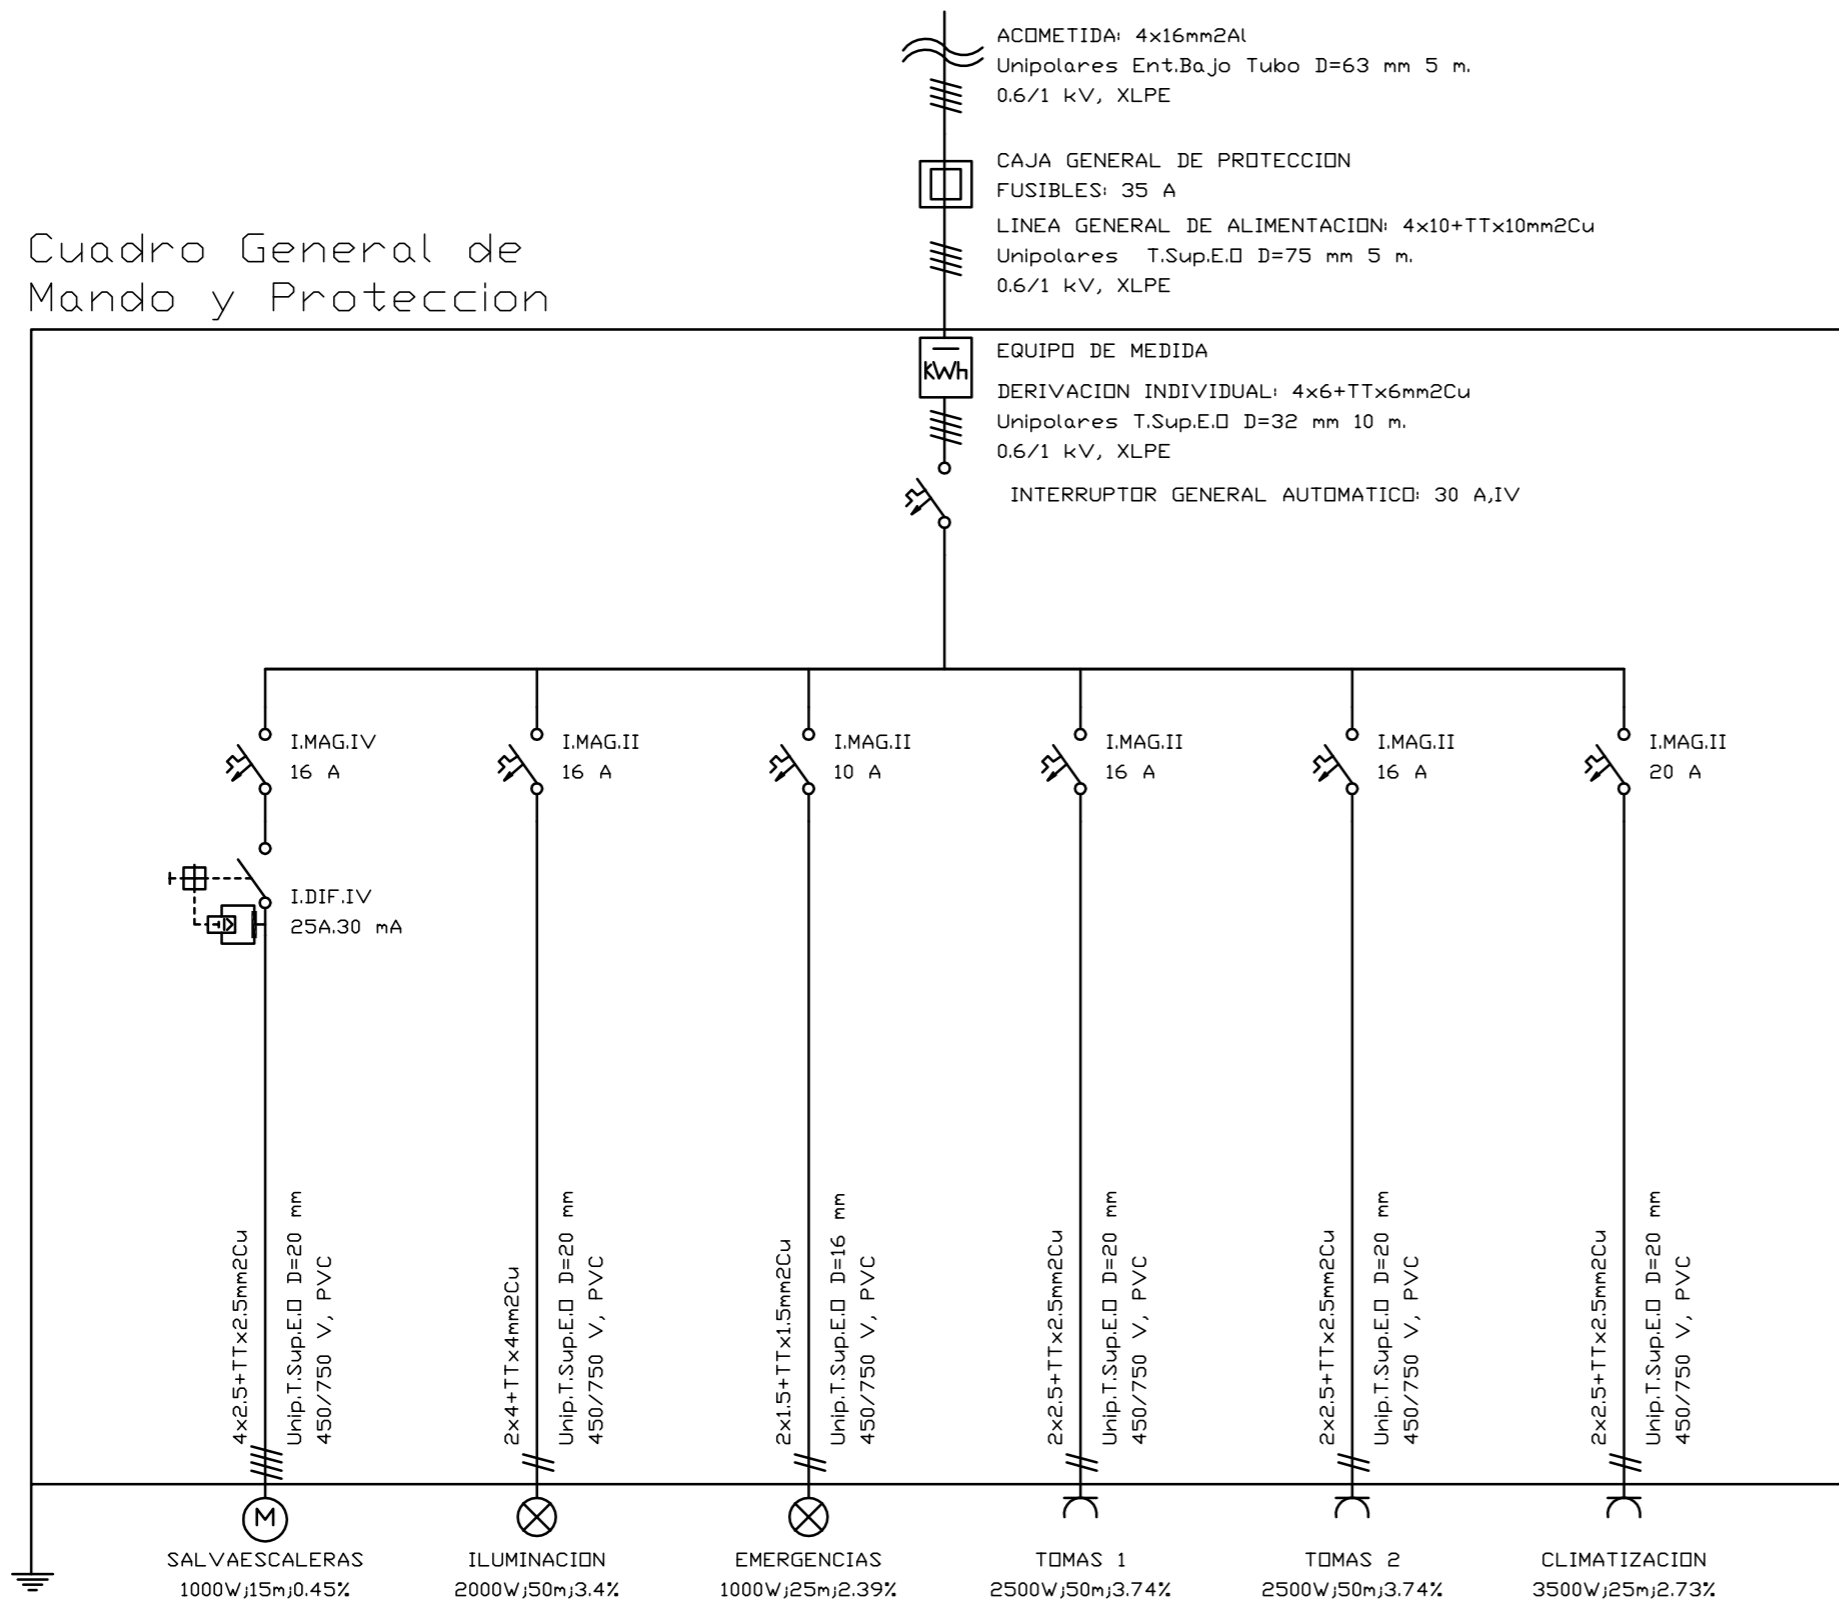 ACOMETIDA: 4x16mm2Al
Unipolares Ent.Bajo Tubo D=63 mm 5 m.
0.6/1 kV, XLPE
CAJA GENERAL DE PROTECCION
FUSIBLES: 35 A
LINEA GENERAL DE ALIMENTACION: 4x10+TTx10mm2Cu
Unipolares T.Sup.E.O D=75 mm 5 m.
0.6/1 kV, XLPE
Cuadro General de
Mando y Proteccion
kWh
EQUIPO DE MEDIDA
DERIVACION INDIVIDUAL: 4x6+TTx6mm2Cu
Unipolares T.Sup.E.O D=32 mm 10 m.
0.6/1 kV, XLPE
INTERRUPTOR GENERAL AUTOMATICO: 30 A,IV
I.MAG.IV
16 A
I.MAG.II
16 A
I.MAG.II
10 A
I.MAG.II
16 A
I.MAG.II
16 A
I.MAG.II
20 A
I.DIF.IV
25A.30 mA
4x2.5+TTx2.5mm2Cu
Unip.T.Sup.E.O D=20 mm
450/750 V, PVC
2x4+TTx4mm2Cu
Unip.T.Sup.E.O D=20 mm
450/750 V, PVC
2x1.5+TTx1.5mm2Cu
Unip.T.Sup.E.O D=16 mm
450/750 V, PVC
2x2.5+TTx2.5mm2Cu
Unip.T.Sup.E.O D=20 mm
450/750 V, PVC
2x2.5+TTx2.5mm2Cu
Unip.T.Sup.E.O D=20 mm
450/750 V, PVC
2x2.5+TTx2.5mm2Cu
Unip.T.Sup.E.O D=20 mm
450/750 V, PVC
M
SALVAESCALERAS
1000W;15m;0.45%
ILUMINACION
2000W;50m;3.4%
EMERGENCIAS
1000W;25m;2.39%
TOMAS 1
2500W;50m;3.74%
TOMAS 2
2500W;50m;3.74%
CLIMATIZACION
3500W;25m;2.73%